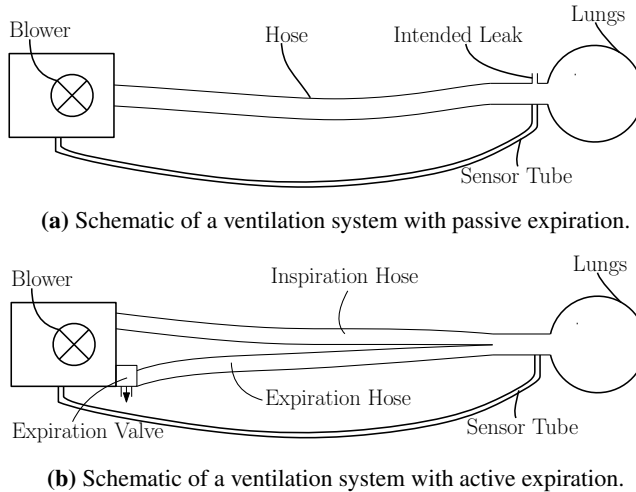 Lungs
Blower
Hose
Intended Leak
Sensor Tube
(a) Schematic of a ventilation system with passive expiration.
Lungs
Blower
Inspiration Hose
Expiration Hose
Expiration Valve
Sensor Tube
(b) Schematic of a ventilation system with active expiration.